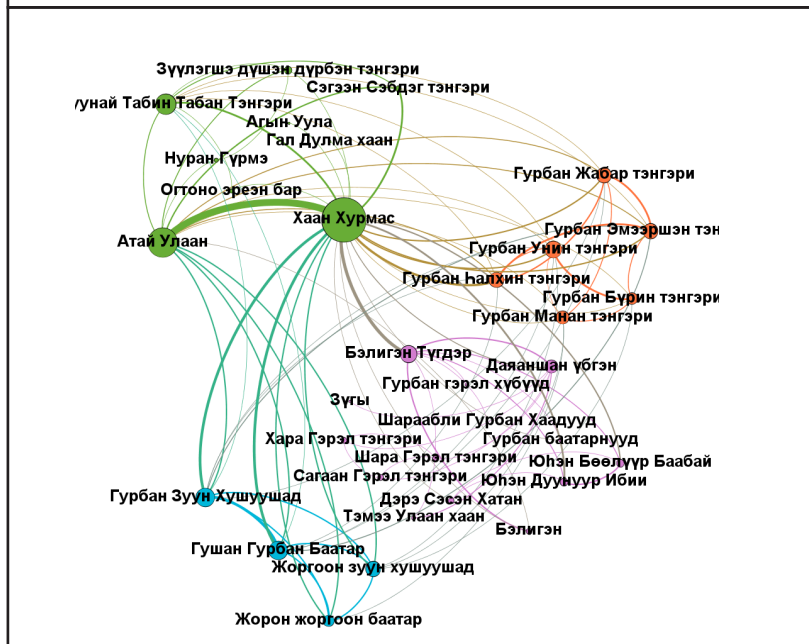 Зүүлэгшэ дүшэн дүрбэн тэнгэри
Сэгээн Сэбдэг тэнгэри
Табин Табан Тэнгэри
Агын Уула
Гал Дулма хаан
Нуран Гүрмэ
Гурбан Жабар тэнгэри
Огтоно эреэн бар
Хаан Хурмас
Гурбан Эмээршэн
Атай Улаан
Гурбан Унин тэнгэри
Гурбан Һалхин тэнгэри
Гурбан Бүрин тэнгэри
Гурбан Манан тэнгэри
Бэлигэн Түгдэр
Даяаншан үбгэн
Гурбан гэрэл хүбүүд
Зүгы
Шараабли Гурбан Хаадууд
Хара Гэрэл тэнгэри
Гурбан баатарнууд
Шара Гэрэл тэнгэри
Юһэн Бөөлүүр Баабай
Сагаан Гэрэл тэнгэри
Юһэн Дуунуур Ибии
Гурбан Зуун Хушуушад
Дэрэ Сэсэн Хатан
Тэмээ Улаан хаан
Бэлигэн
Гушан Гурбан Баатар
Жоргоон зуун хушуушад
Жорон жоргоон баатар